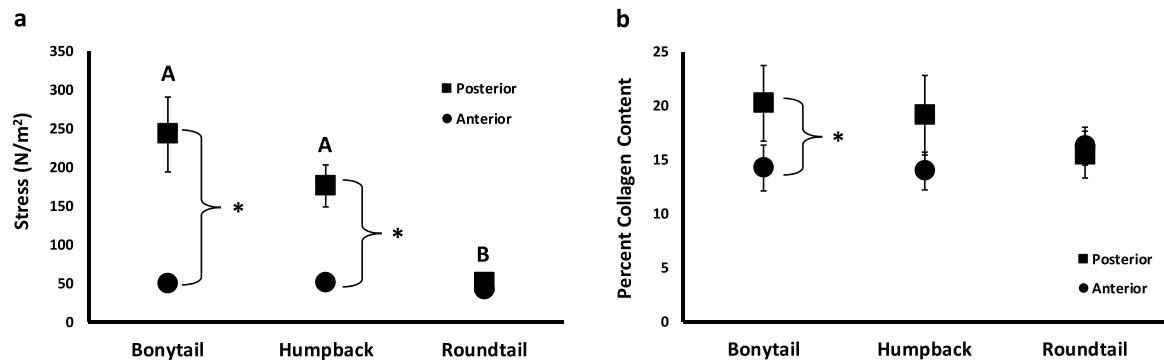 a
Stress (N/m²)
350
300
250
200
150
100
50
0
A
A
B
*
*
Posterior
Anterior
Bonytail
Humpback
Roundtail
b
Percent Collagen Content
25
20
15
10
5
0
*
Posterior
Anterior
Bonytail
Humpback
Roundtail